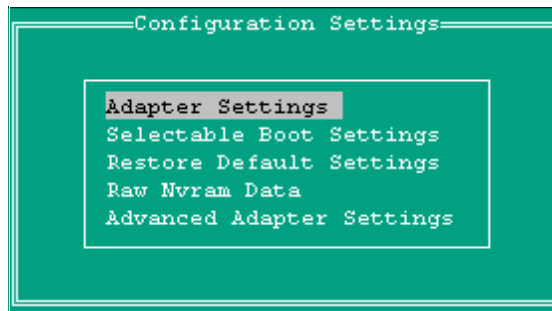 Configuration Settings
Adapter Settings
Selectable Boot Settings
Restore Default Settings
Raw Nvram Data
Advanced Adapter Settings